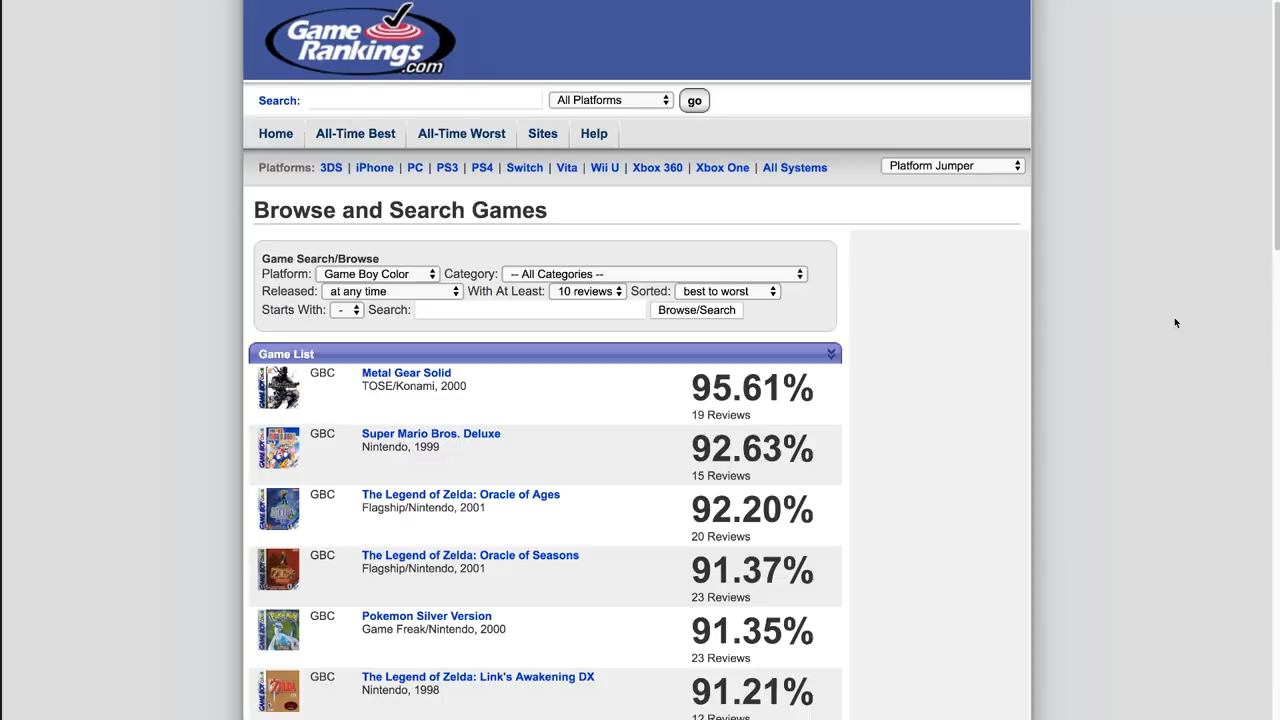 Game
Rankings
.com
Search: All Platforms go
Home All-Time Best All-Time Worst Sites Help
Platforms: 3DS | iPhone | PC | PS3 | PS4 | Switch | Vita | Wii U | Xbox 360 | Xbox One | All Systems Platform Jumper
Browse and Search Games
Game Search/Browse
Platform: Game Boy Color Category: -- All Categories --
Released: at any time With At Least: 10 reviews Sorted: best to worst
Starts With: - Search: Browse/Search
Game List
GBC Metal Gear Solid 95.61%
TOSE/Konami, 2000
19 Reviews
GBC Super Mario Bros. Deluxe 92.63%
Nintendo, 1999
15 Reviews
GBC The Legend of Zelda: Oracle of Ages 92.20%
Flagship/Nintendo, 2001
20 Reviews
GBC The Legend of Zelda: Oracle of Seasons 91.37%
Flagship/Nintendo, 2001
23 Reviews
GBC Pokemon Silver Version 91.35%
Game Freak/Nintendo, 2000
23 Reviews
GBC The Legend of Zelda: Link's Awakening DX 91.21%
Nintendo, 1998
12 Reviews